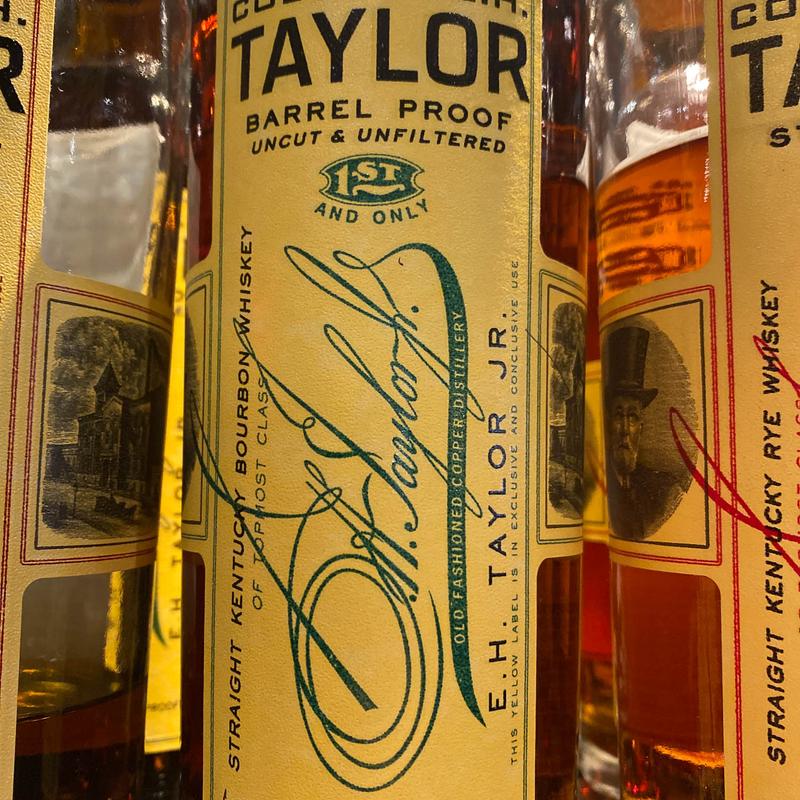 TAYLOR
BARREL PROOF
UNCUT & UNFILTERED
1ST
AND ONLY
STRAIGHT KENTUCKY BOURBON WHISKEY
OF TOPMOST CLASS
E.H. Taylor, Jr.
OLD FASHIONED COPPER DISTILLERY
E.H. TAYLOR JR.
THIS YELLOW LABEL IS IN EXCLUSIVE AND CONCLUSIVE USE
STRAIGHT KENTUCKY RYE WHISKEY